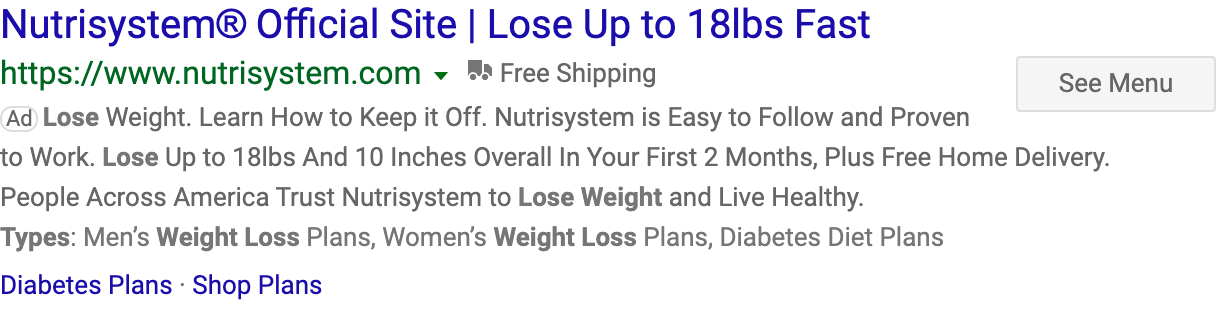 Nutrisystem® Official Site | Lose Up to 18lbs Fast
https://www.nutrisystem.com Free Shipping
See Menu
Ad Lose Weight. Learn How to Keep it Off. Nutrisystem is Easy to Follow and Proven
to Work. Lose Up to 18lbs And 10 Inches Overall In Your First 2 Months, Plus Free Home Delivery.
People Across America Trust Nutrisystem to Lose Weight and Live Healthy.
Types: Men’s Weight Loss Plans, Women’s Weight Loss Plans, Diabetes Diet Plans
Diabetes Plans · Shop Plans